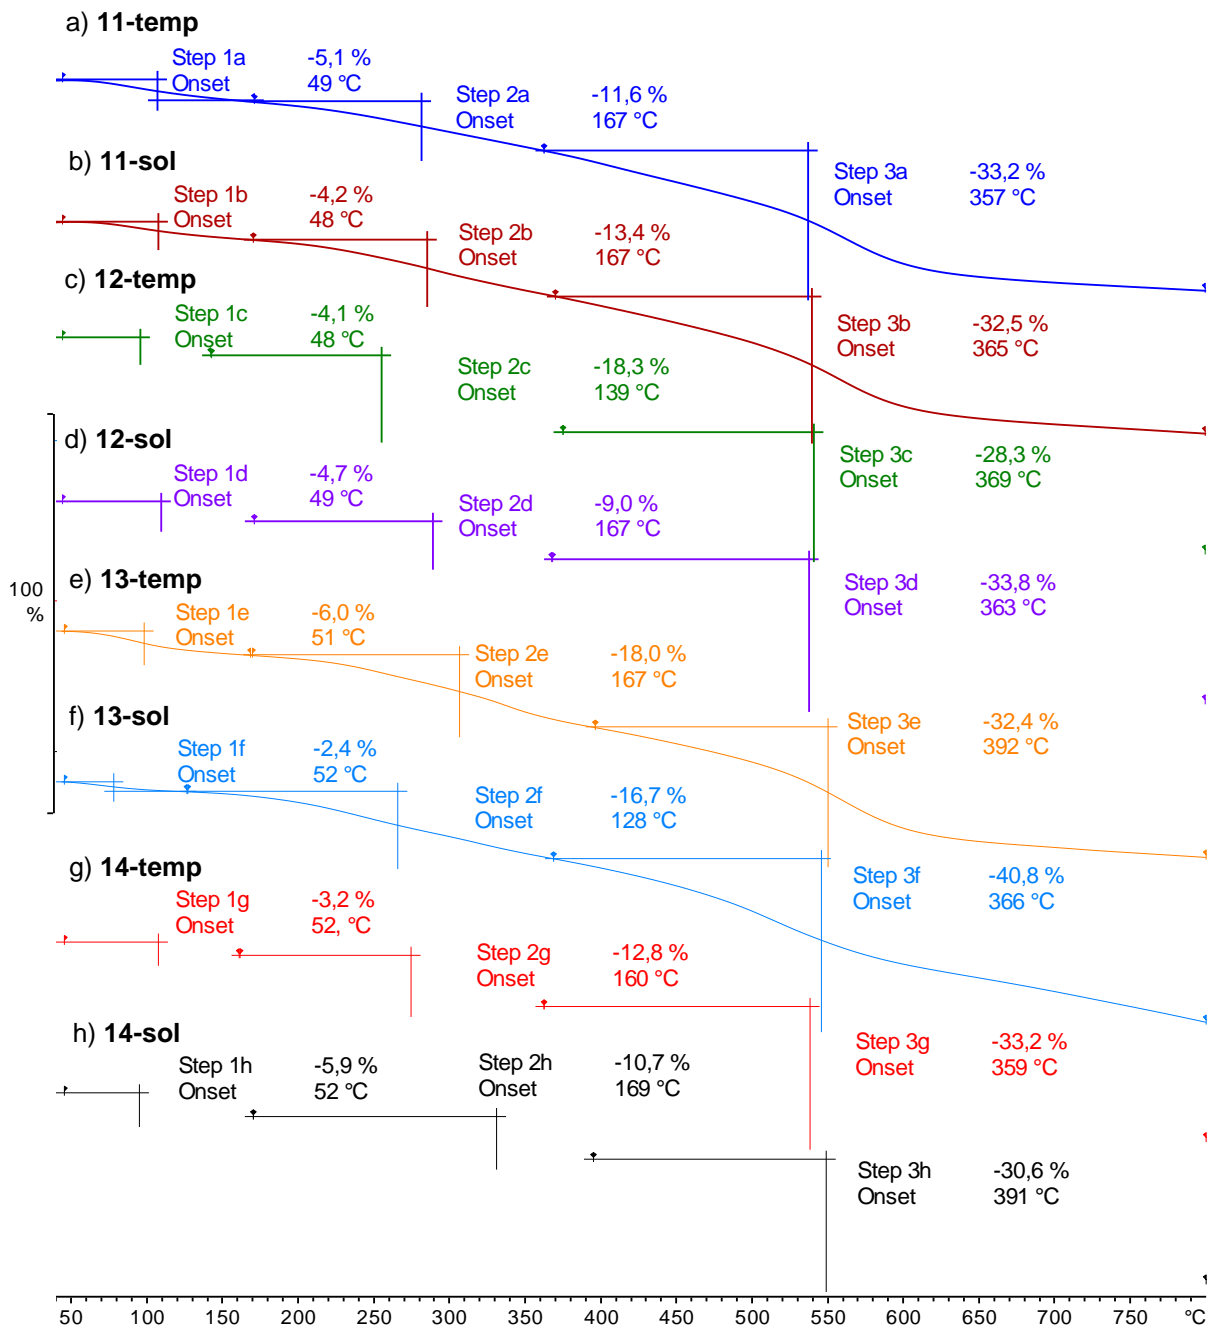 a) 11-temp
Step 1a -5,1 %
Onset 49 °C
Step 2a -11,6 %
Onset 167 °C
b) 11-sol
Step 3a -33,2 %
Onset 357 °C
Step 1b -4,2 %
Onset 48 °C
Step 2b -13,4 %
Onset 167 °C
c) 12-temp
Step 1c -4,1 %
Onset 48 °C
Step 3b -32,5 %
Onset 365 °C
Step 2c -18,3 %
Onset 139 °C
d) 12-sol
Step 3c -28,3 %
Onset 369 °C
Step 1d -4,7 %
Onset 49 °C
Step 2d -9,0 %
Onset 167 °C
e) 13-temp
Step 3d -33,8 %
Onset 363 °C
100
%
Step 1e -6,0 %
Onset 51 °C
Step 2e -18,0 %
Onset 167 °C
f) 13-sol
Step 3e -32,4 %
Onset 392 °C
Step 1f -2,4 %
Onset 52 °C
Step 2f -16,7 %
Onset 128 °C
g) 14-temp
Step 3f -40,8 %
Onset 366 °C
Step 1g -3,2 %
Onset 52, °C
Step 2g -12,8 %
Onset 160 °C
h) 14-sol
Step 3g -33,2 %
Onset 359 °C
Step 1h -5,9 %
Onset 52 °C
Step 2h -10,7 %
Onset 169 °C
Step 3h -30,6 %
Onset 391 °C
50 100 150 200 250 300 350 400 450 500 550 600 650 700 750 °C